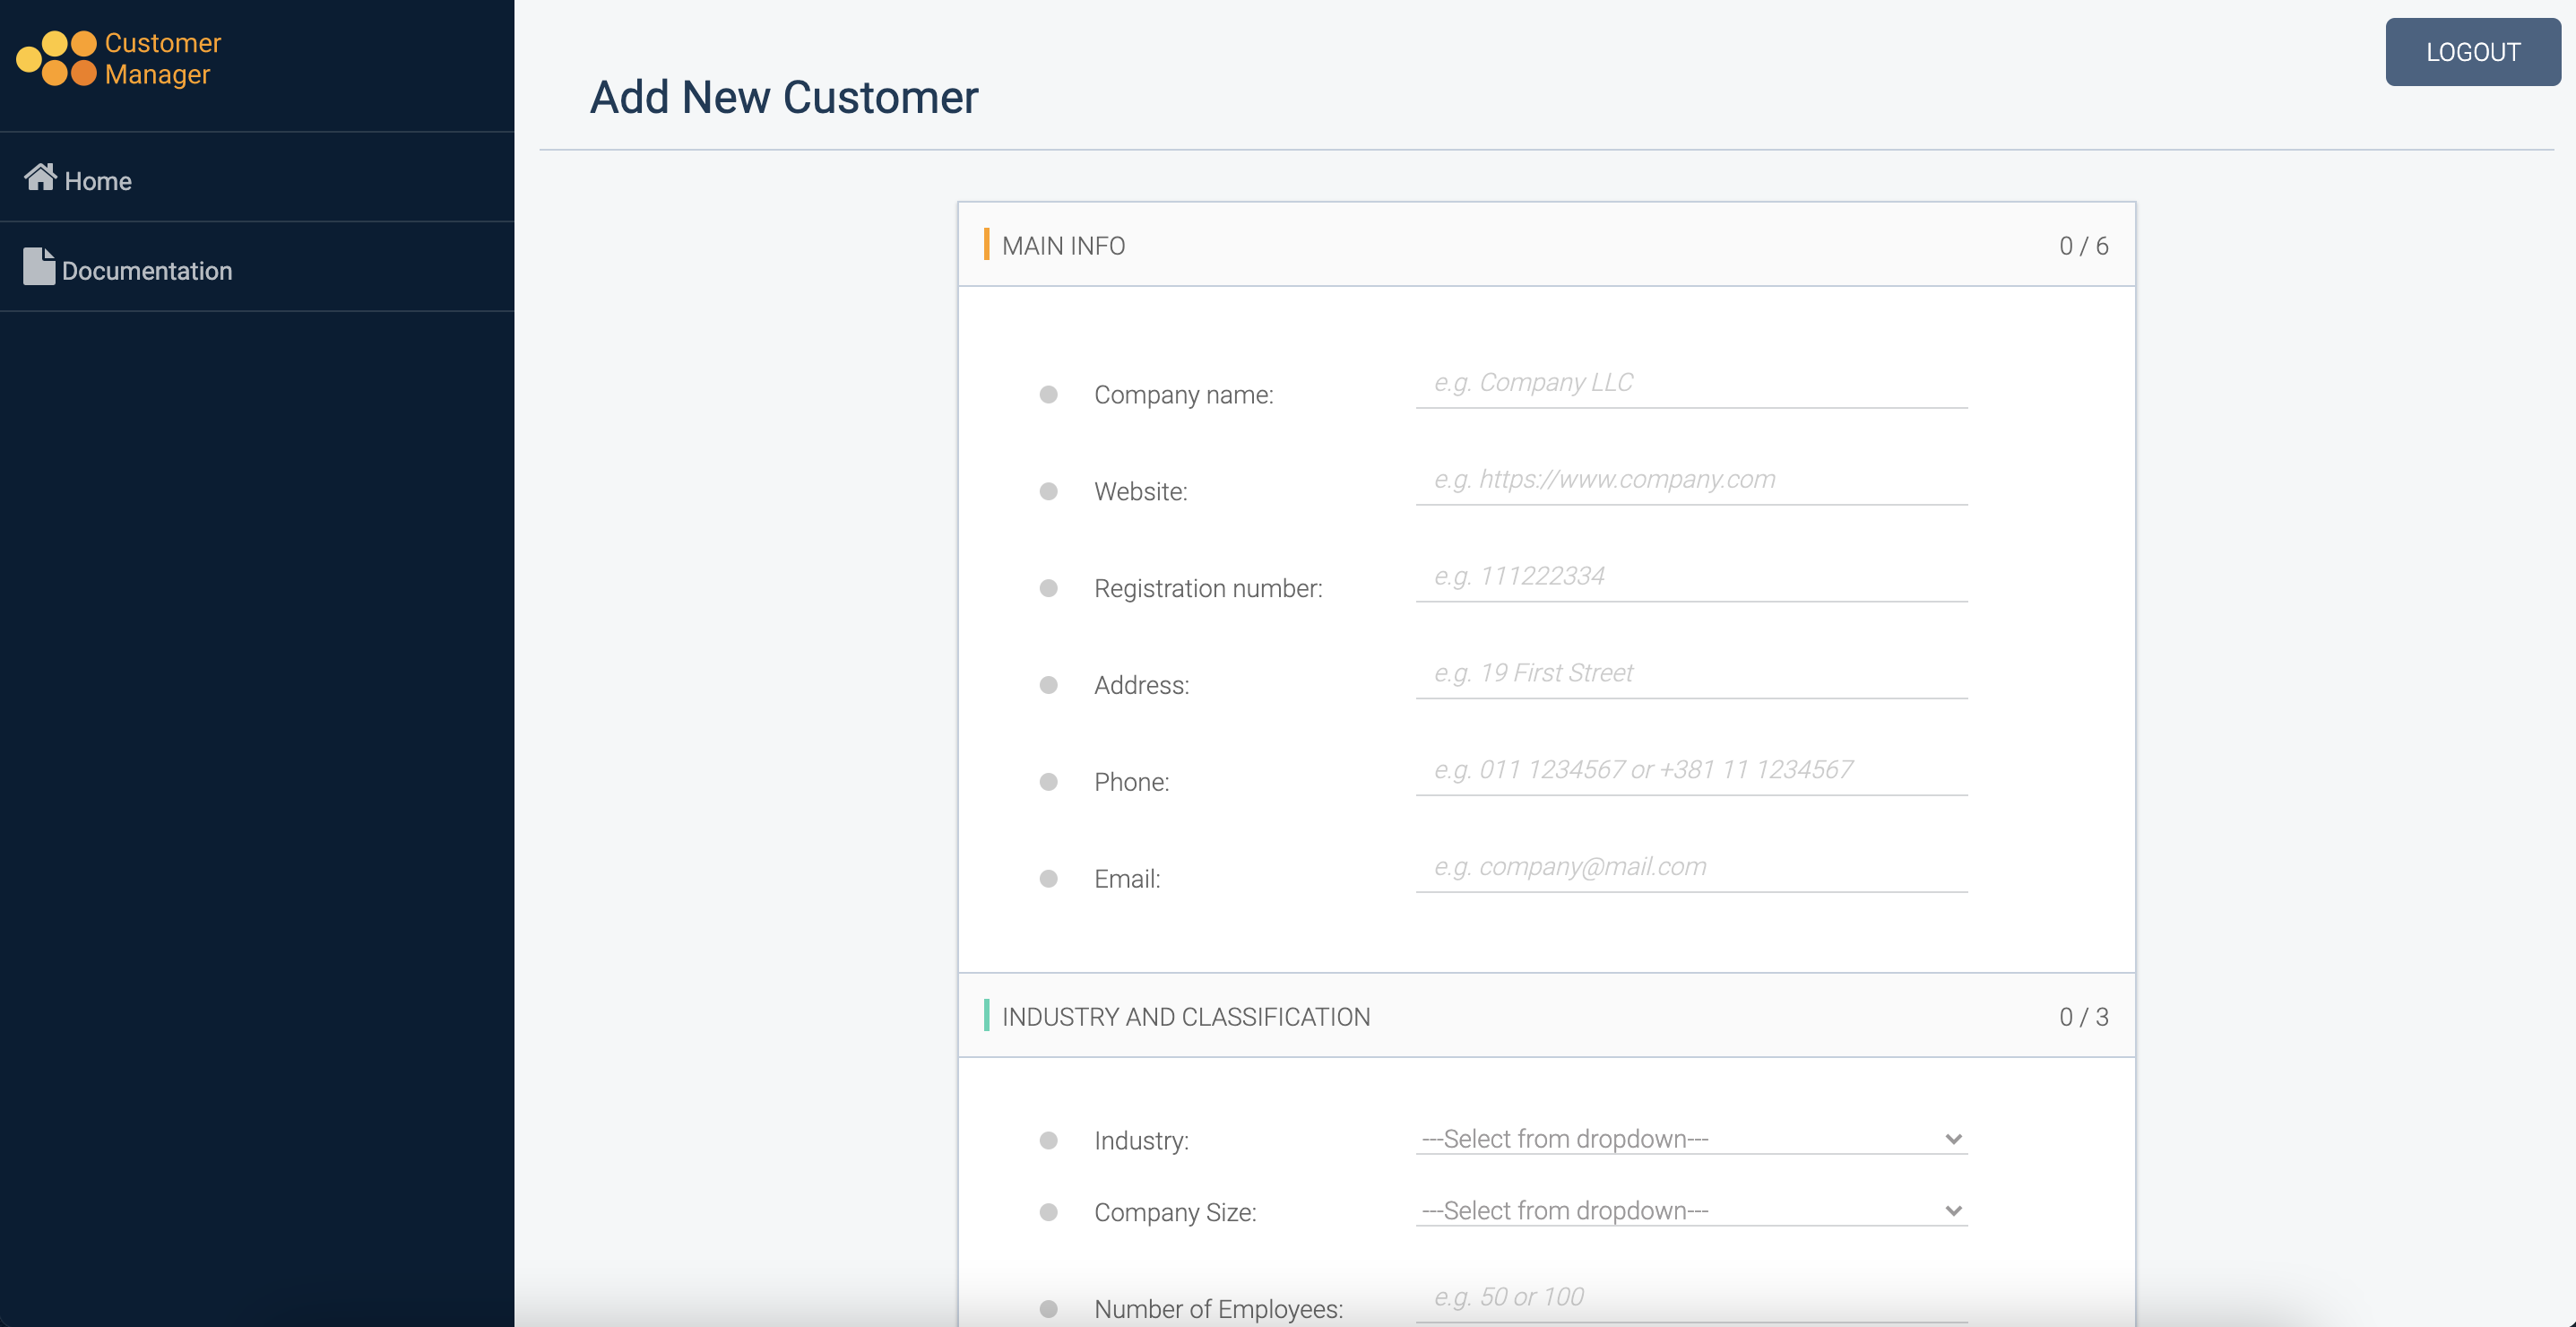 Customer
Manager
Home
Documentation
LOGOUT
Add New Customer
MAIN INFO 0 / 6
Company name: e.g. Company LLC
Website: e.g. https://www.company.com
Registration number: e.g. 111222334
Address: e.g. 19 First Street
Phone: e.g. 011 1234567 or +381 11 1234567
Email: e.g. company@mail.com
INDUSTRY AND CLASSIFICATION 0 / 3
Industry: ---Select from dropdown---
Company Size: ---Select from dropdown---
Number of Employees: e.g. 50 or 100